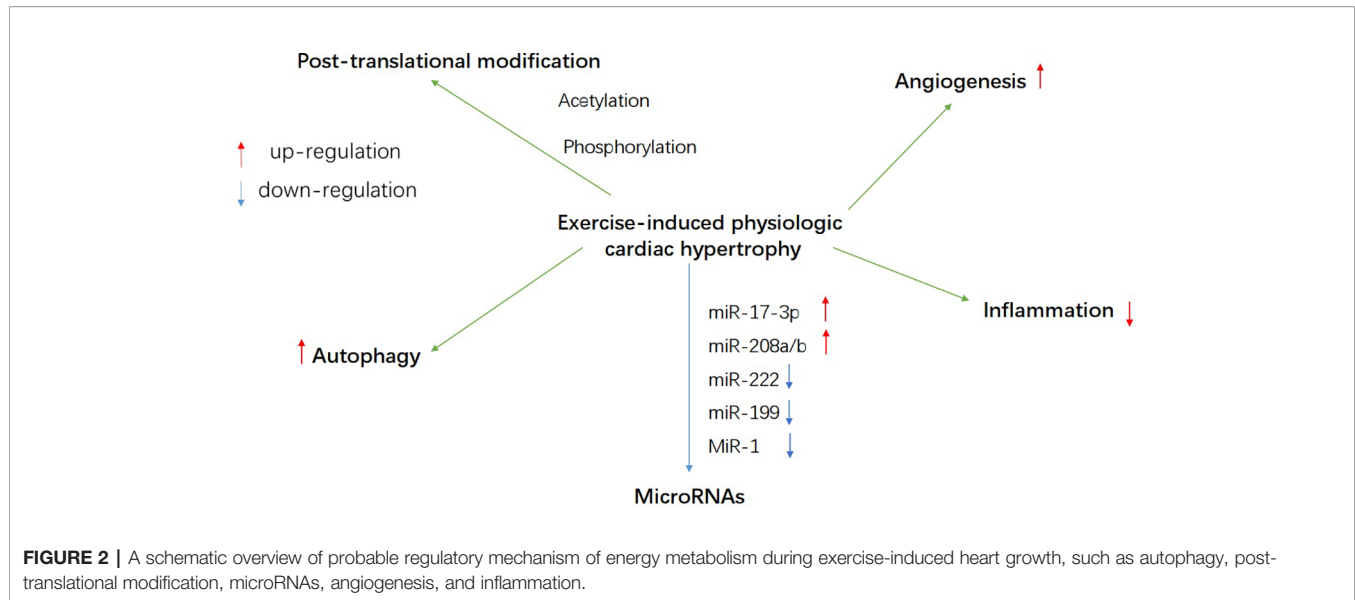 Post-translational modification
Acetylation
Phosphorylation
Angiogenesis
up-regulation
down-regulation
Exercise-induced physiologic
cardiac hypertrophy
Inflammation
Autophagy
miR-17-3p
miR-208a/b
miR-222
miR-199
MiR-1
MicroRNAs
FIGURE 2 | A schematic overview of probable regulatory mechanism of energy metabolism during exercise-induced heart growth, such as autophagy, post-
translational modification, microRNAs, angiogenesis, and inflammation.